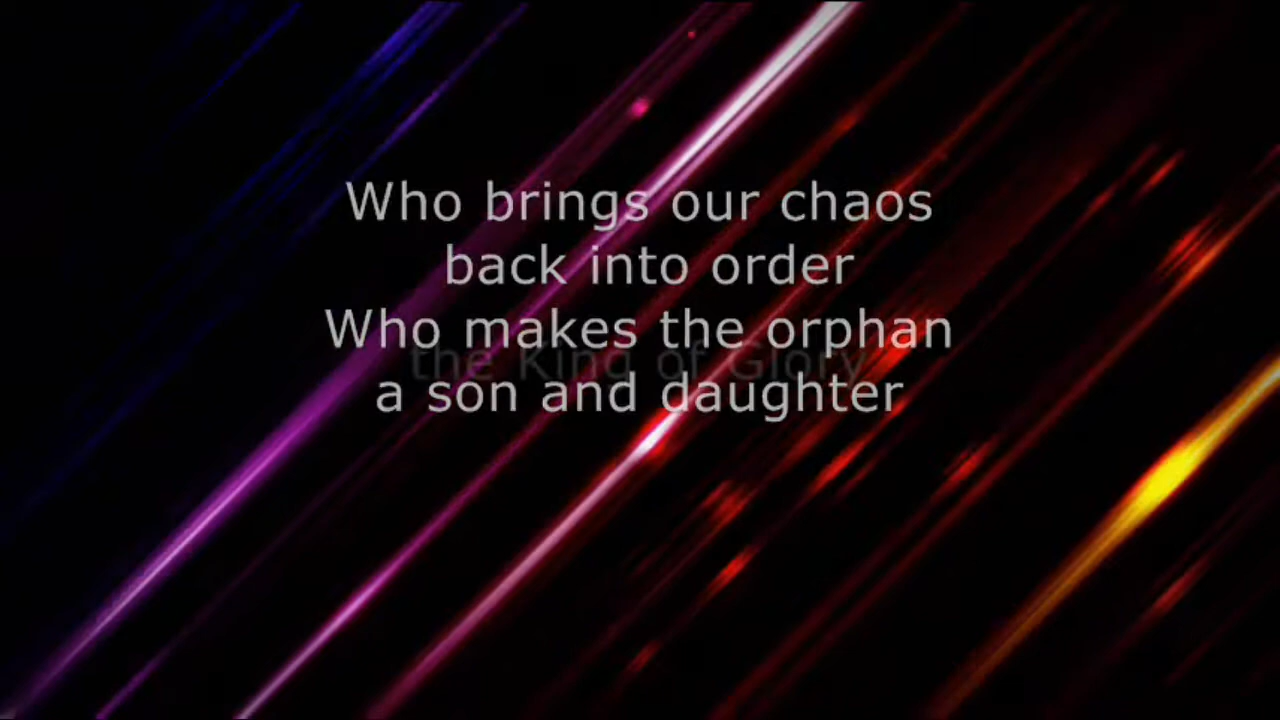 Who brings our chaos
back into order
Who makes the orphan
the King of Glory
a son and daughter